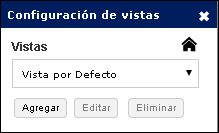 Configuración de vistas
Vistas
Vista por Defecto
Agregar Editar Eliminar